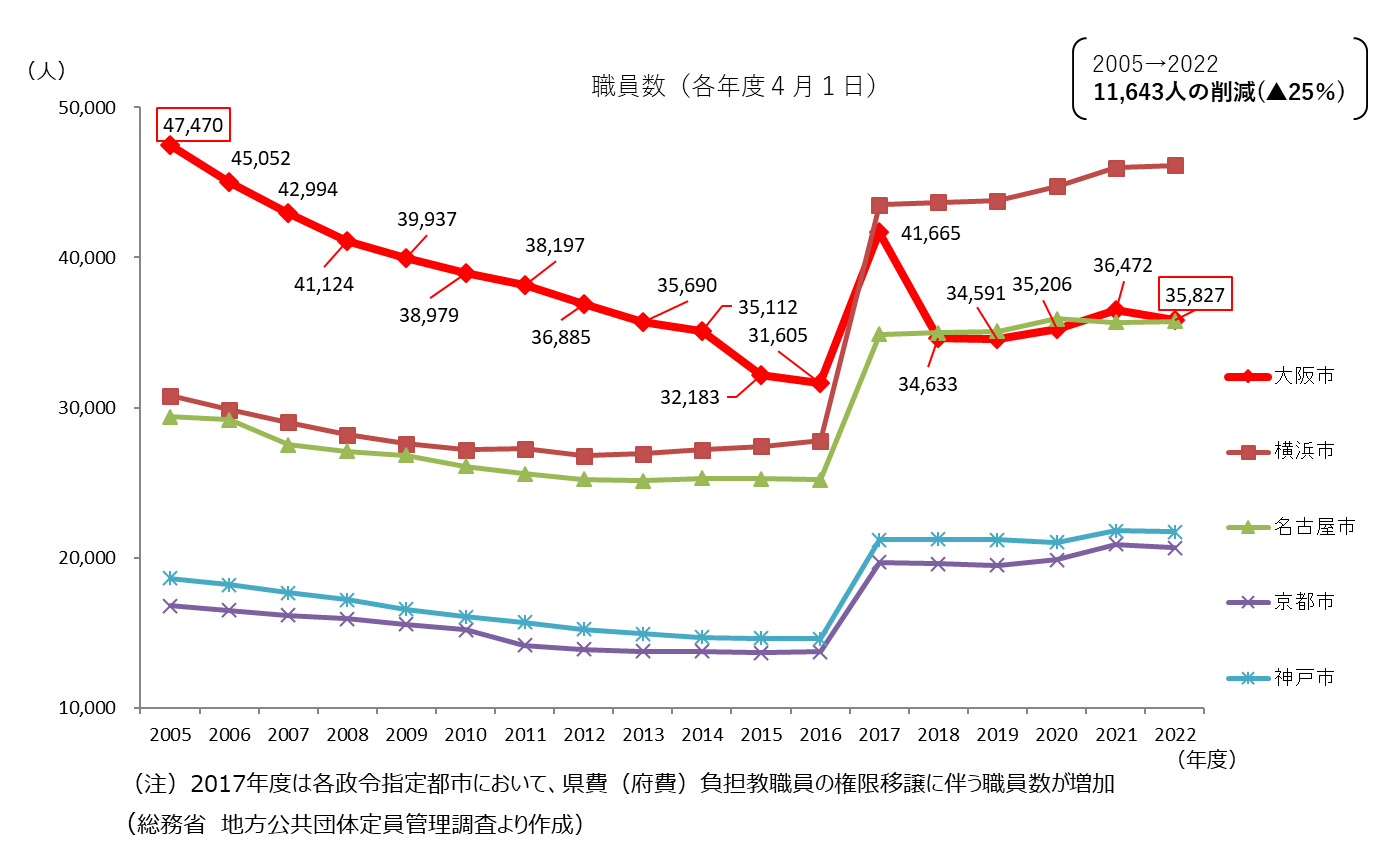 (人)
職員数(各年度4月1日)
2005→2022
11,643人の削減(▲25%)
50,000
40,000
30,000
20,000
10,000
47,470
45,052
42,994
41,124
39,937
38,979
38,197
36,885
35,690
35,112
32,183
31,605
41,665
34,633
34,591
35,206
36,472
35,827
大阪市
横浜市
名古屋市
京都市
神戸市
2005 2006 2007 2008 2009 2010 2011 2012 2013 2014 2015 2016 2017 2018 2019 2020 2021 2022
(年度)
(注)2017年度は各政令指定都市において、県費(府費)負担教職員の権限移譲に伴う職員数が増加
(総務省 地方公共団体定員管理調査より作成)